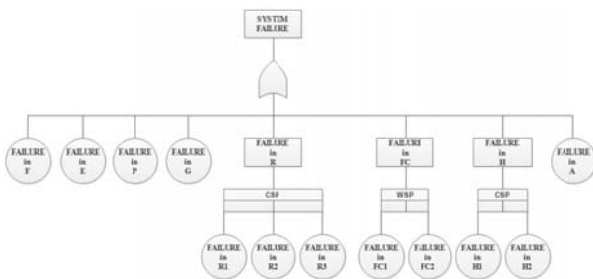 SYSTEM
FAILURE
FAILURE
in
F
FAILURE
in
E
FAILURE
in
P
FAILURE
in
G
FAILURE
in
R
FAILURI
in
FC
FAILURE
in
H
FAILURE
in
A
CSF
WSP
CSP
FAILURE
in
R1
FAILURE
in
R2
FAILURE
in
R3
FAILURE
in
FC1
FAILURE
in
FC2
FAILURE
in
H1
FAILURE
in
H2